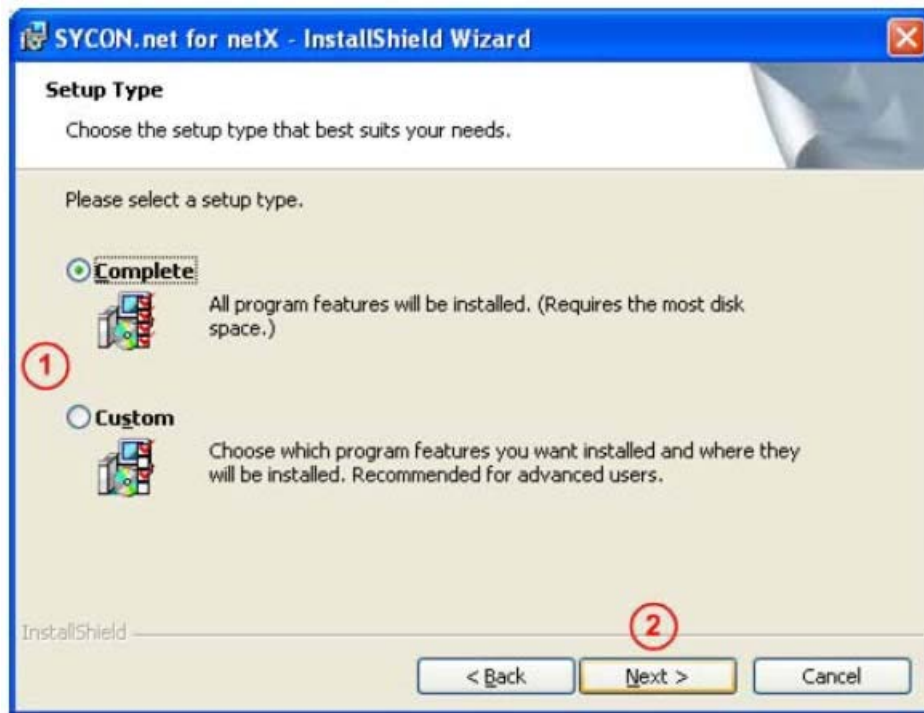 SYCON.net for netX - InstallShield Wizard
Setup Type
Choose the setup type that best suits your needs.
Please select a setup type.
Complete
All program features will be installed. (Requires the most disk
space.)
1
Custom
Choose which program features you want installed and where they
will be installed. Recommended for advanced users.
2
InstallShield
< Back
Next >
Cancel